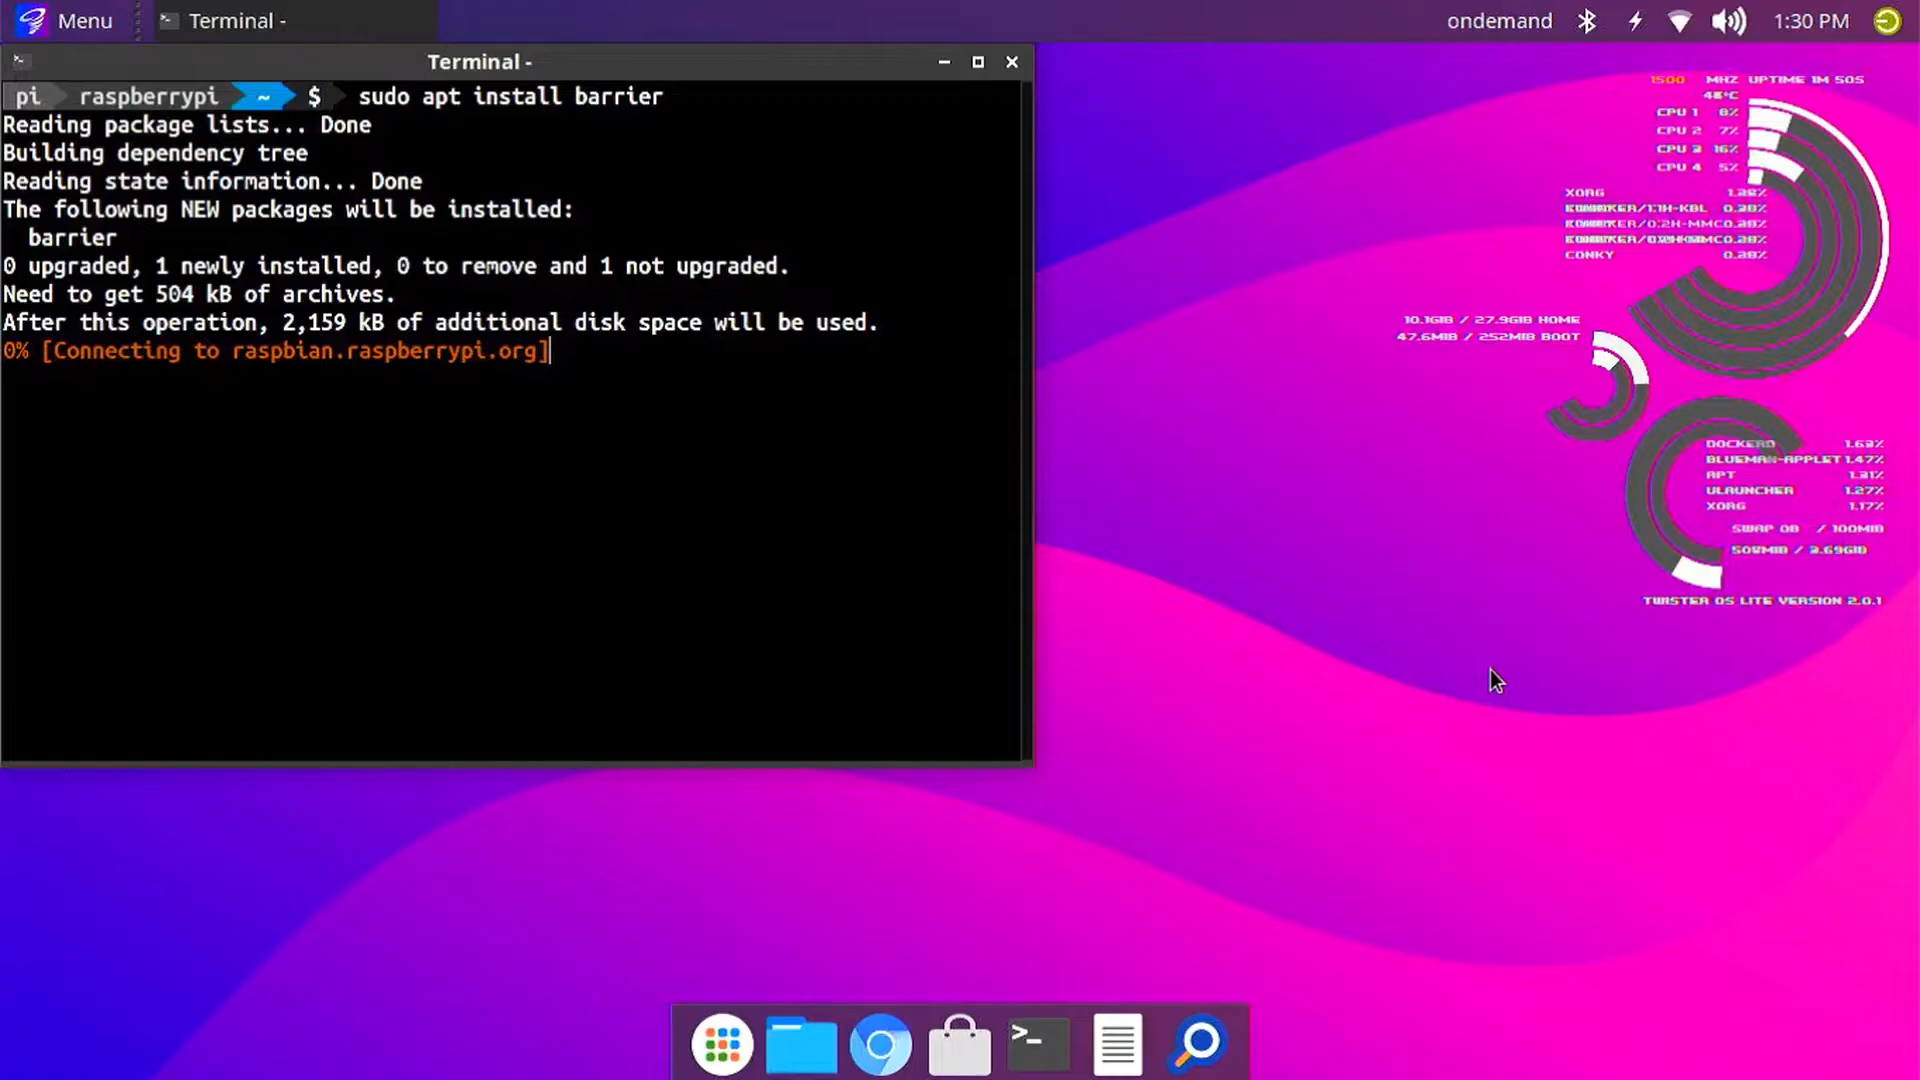 Menu
Terminal -
ondemand
1:30 PM
Terminal -
pi raspberrypi ~ $ sudo apt install barrier
Reading package lists... Done
Building dependency tree
Reading state information... Done
The following NEW packages will be installed:
barrier
0 upgraded, 1 newly installed, 0 to remove and 1 not upgraded.
Need to get 504 kB of archives.
After this operation, 2,159 kB of additional disk space will be used.
0% [Connecting to raspbian.raspberrypi.org]
1500 MHZ UPTIME 1M 50S
CPU 1 8%
CPU 2 7%
CPU 3 16%
CPU 4 5%
XORG
0.28%
CONKY 0.28%
10.1GIB / 27.9GIB HOME
47.6MIB / 252MIB BOOT
DOCKERD 1.63%
BLUEMAN-APPLET 1.47%
APT 1.31%
ULAUNCHER 1.27%
XORG 1.17%
SWAP 0B / 100MIB
/ 3.69GIB
TWISTER OS LITE VERSION 2.0.1
>_